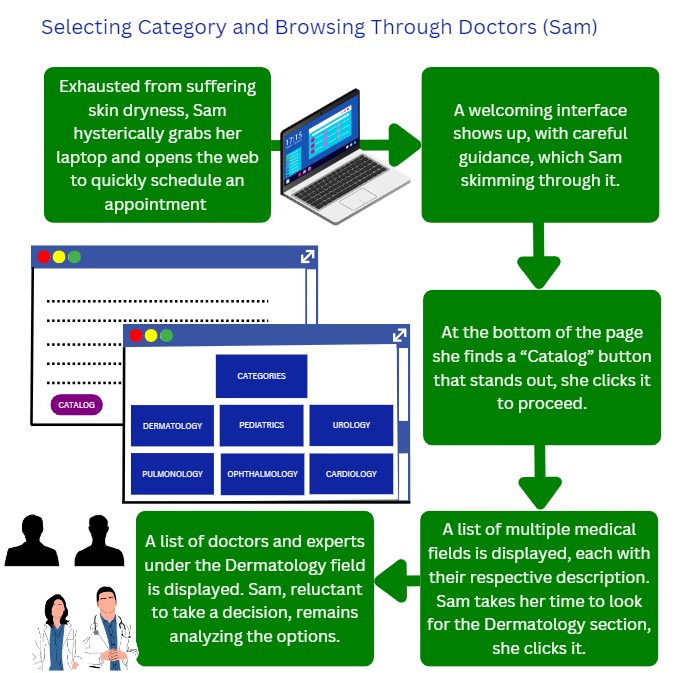 Selecting Category and Browsing Through Doctors (Sam)
Exhausted from suffering
skin dryness, Sam
hysterically grabs her
laptop and opens the web
to quickly schedule an
appointment
17:15
A welcoming interface
shows up, with careful
guidance, which Sam
skimming through it.
At the bottom of the page
she finds a “Catalog” button
that stands out, she clicks it
to proceed.
CATALOG
CATEGORIES
DERMATOLOGY
PEDIATRICS
UROLOGY
PULMONOLOGY
OPHTHALMOLOGY
CARDIOLOGY
A list of multiple medical
fields is displayed, each with
their respective description.
Sam takes her time to look
for the Dermatology section,
she clicks it.
A list of doctors and experts
under the Dermatology field
is displayed. Sam, reluctant
to take a decision, remains
analyzing the options.